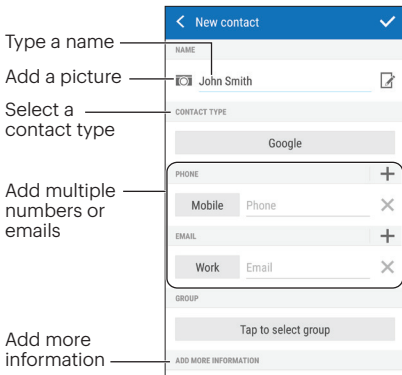 New contact
Type a name
NAME
Add a picture
John Smith
Select a
contact type
CONTACT TYPE
Google
PHONE
Add multiple
numbers or
emails
Mobile Phone
EMAIL
Work Email
GROUP
Tap to select group
Add more
information
ADD MORE INFORMATION